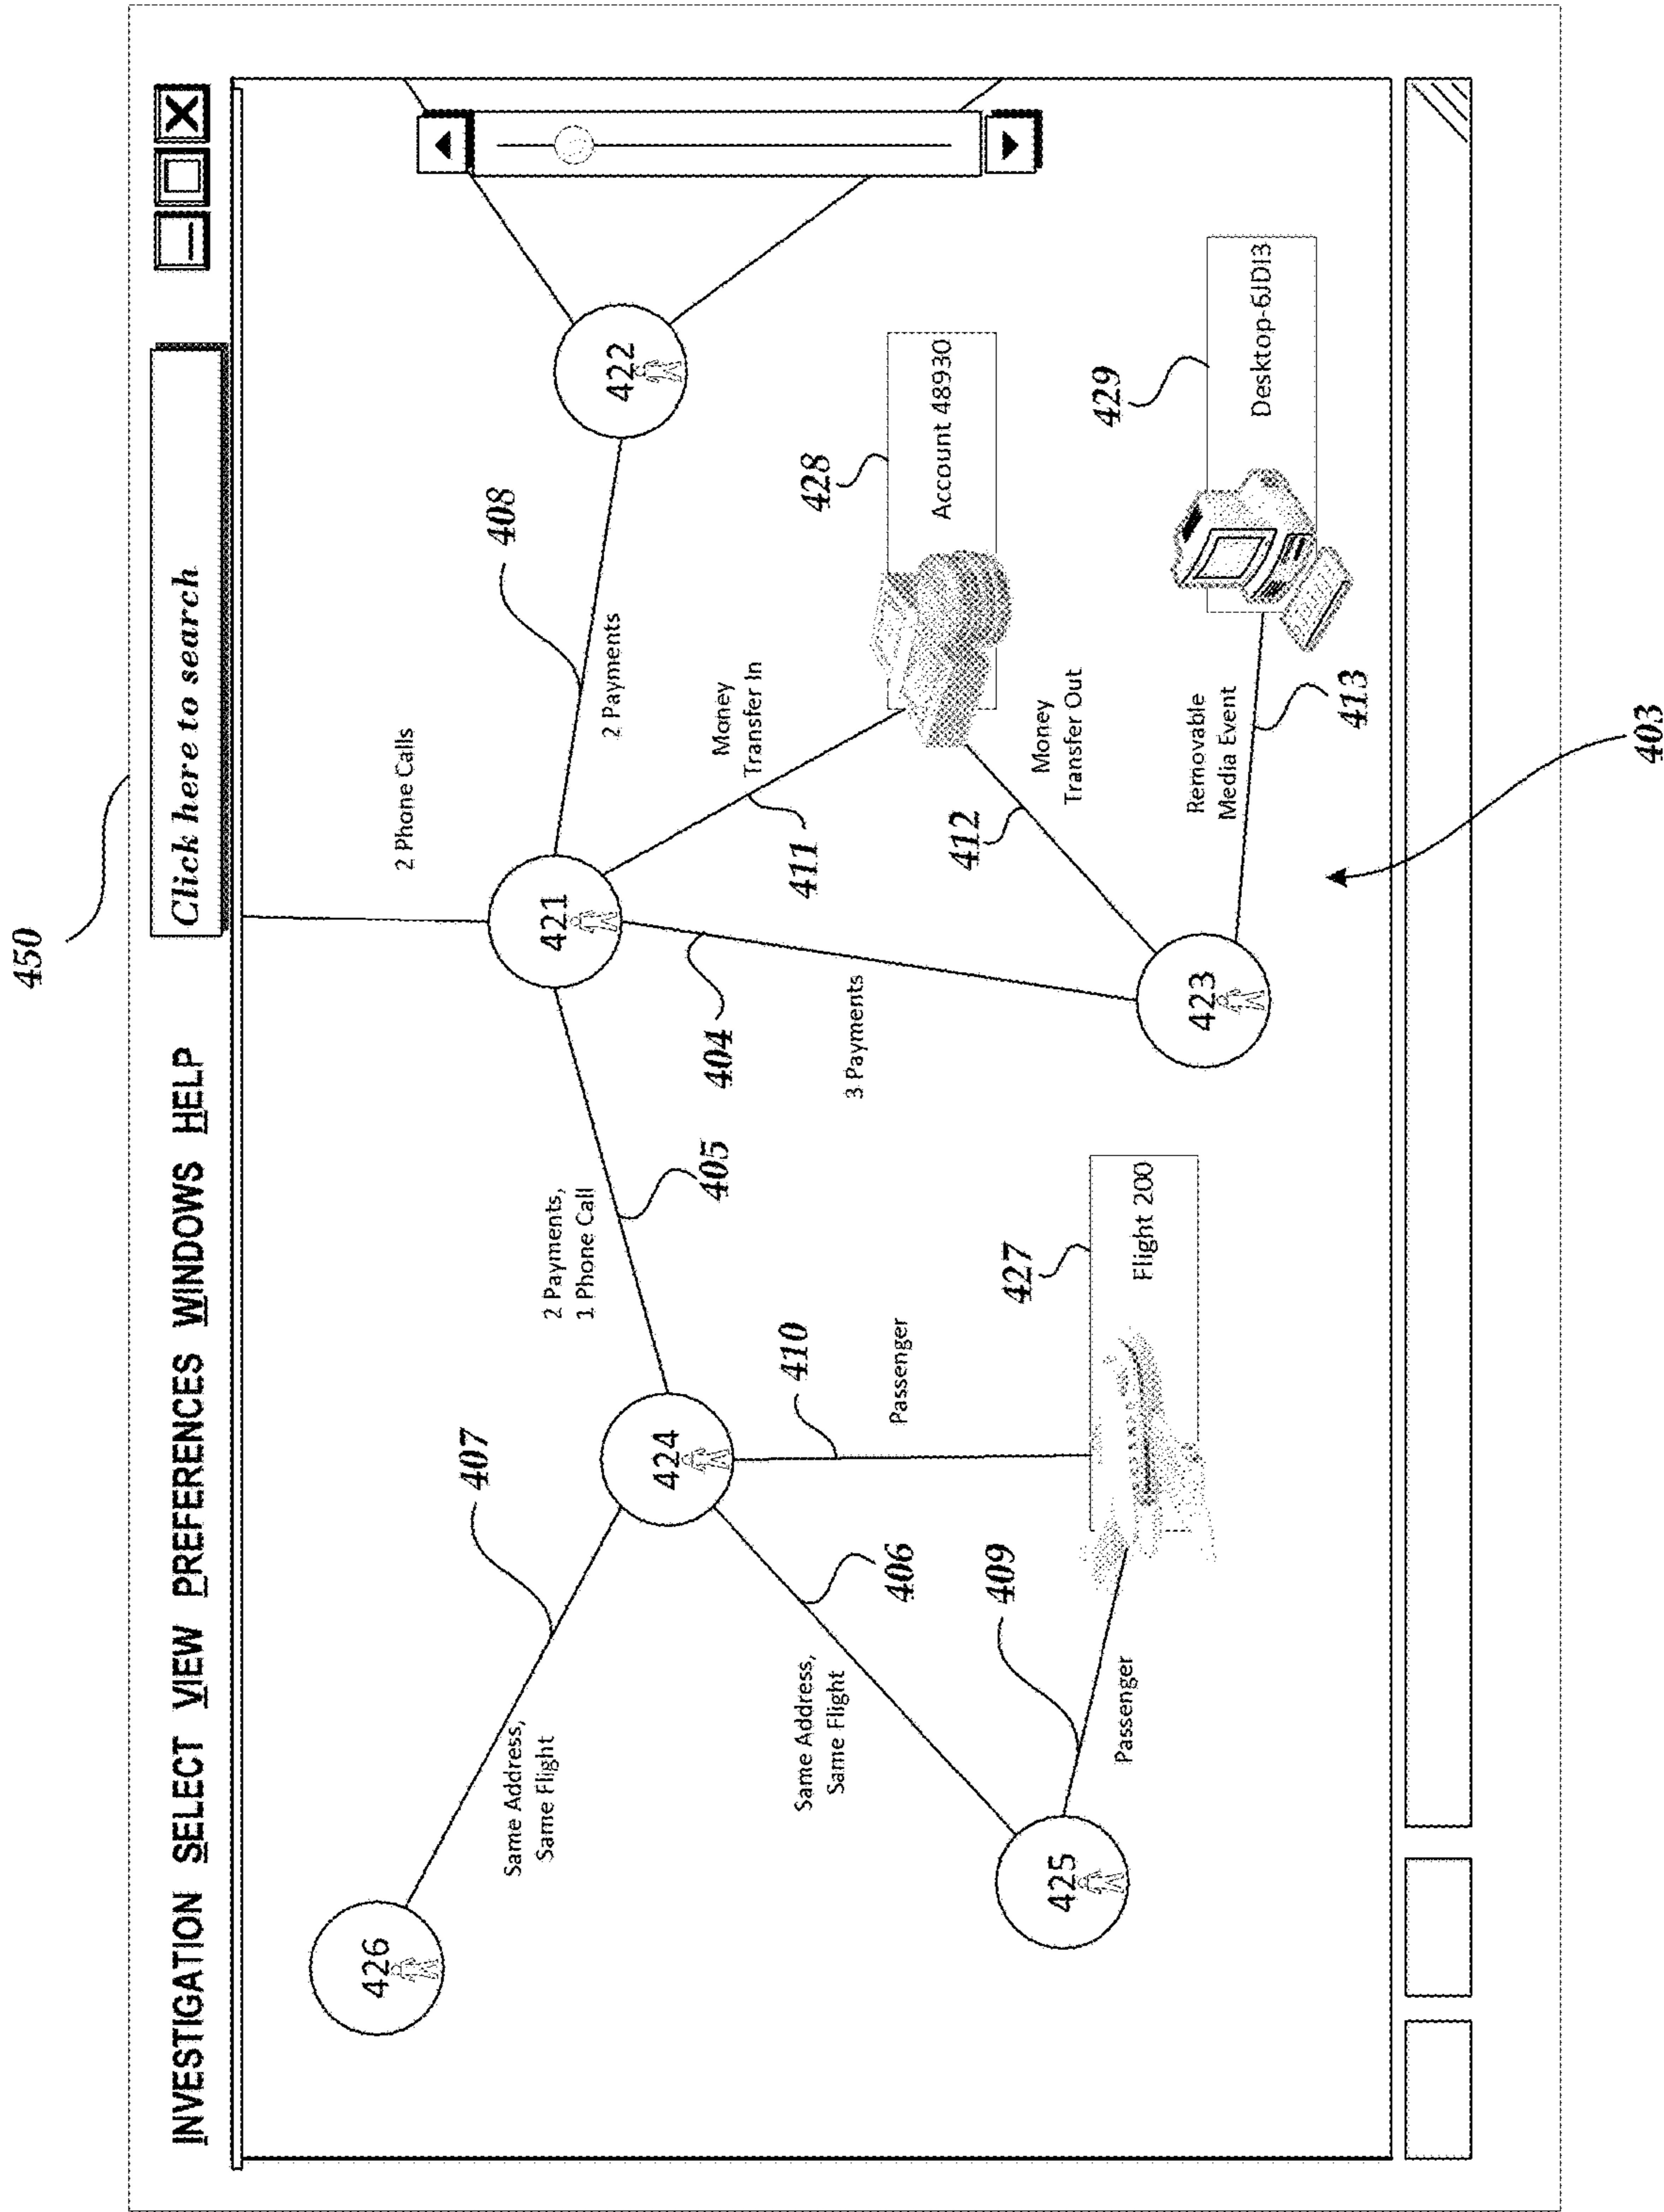 450
INVESTIGATION SELECT VIEW PREFERENCES WINDOWS HELP
Click here to search
2 Phone Calls
426
407
Same Address,
Same Flight
2 Payments,
1 Phone Call
421
408
422
424
405
404
2 Payments
Money
Transfer In
411
428
Account 48930
Same Address,
Same Flight
406
410
Passenger
3 Payments
412
Money
Transfer Out
409
427
Flight 200
425
Passenger
423
Removable
Media Event
429
Desktop-6JDI3
413
403